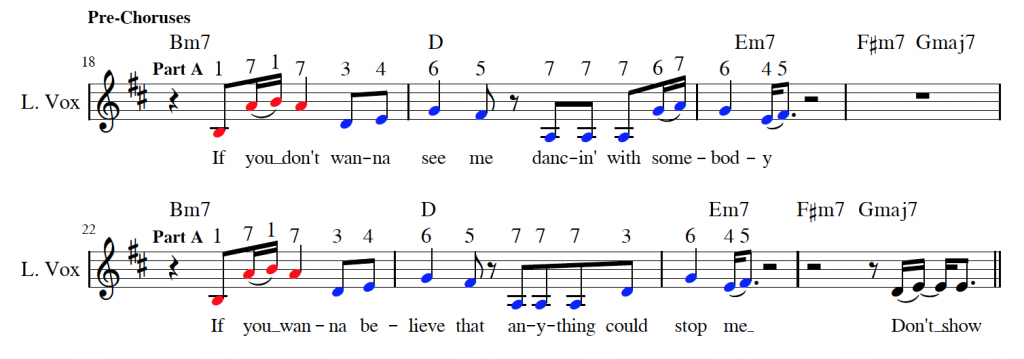 Pre-Choruses
Bm7 D Em7 F♯m7 Gmaj7
18 Part A 1 7 1 7 3 4 6 5 7 7 7 6 7 6 4 5
L. Vox
If you_don't wan-na see me danc-in' with some-bod-y
Bm7 D Em7 F♯m7 Gmaj7
22 Part A 1 7 1 7 3 4 6 5 7 7 7 3 6 4 5
L. Vox
If you_wan-na be-lieve that an-y-thing could stop me_ Don't_show